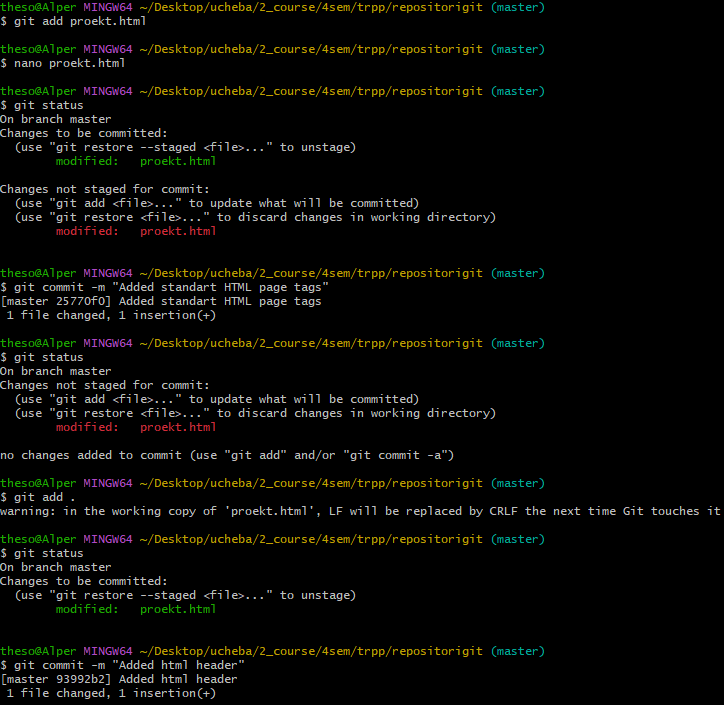 theso@Alper MINGW64 ~/Desktop/ucheba/2_course/4sem/trpp/repositorigit (master)
$ git add proekt.html

theso@Alper MINGW64 ~/Desktop/ucheba/2_course/4sem/trpp/repositorigit (master)
$ nano proekt.html

theso@Alper MINGW64 ~/Desktop/ucheba/2_course/4sem/trpp/repositorigit (master)
$ git status
On branch master
Changes to be committed:
  (use "git restore --staged <file>..." to unstage)
        modified:   proekt.html

Changes not staged for commit:
  (use "git add <file>..." to update what will be committed)
  (use "git restore <file>..." to discard changes in working directory)
        modified:   proekt.html


theso@Alper MINGW64 ~/Desktop/ucheba/2_course/4sem/trpp/repositorigit (master)
$ git commit -m "Added standart HTML page tags"
[master 25770f0] Added standart HTML page tags
 1 file changed, 1 insertion(+)

theso@Alper MINGW64 ~/Desktop/ucheba/2_course/4sem/trpp/repositorigit (master)
$ git status
On branch master
Changes not staged for commit:
  (use "git add <file>..." to update what will be committed)
  (use "git restore <file>..." to discard changes in working directory)
        modified:   proekt.html

no changes added to commit (use "git add" and/or "git commit -a")

theso@Alper MINGW64 ~/Desktop/ucheba/2_course/4sem/trpp/repositorigit (master)
$ git add .
warning: in the working copy of 'proekt.html', LF will be replaced by CRLF the next time Git touches it

theso@Alper MINGW64 ~/Desktop/ucheba/2_course/4sem/trpp/repositorigit (master)
$ git status
On branch master
Changes to be committed:
  (use "git restore --staged <file>..." to unstage)
        modified:   proekt.html


theso@Alper MINGW64 ~/Desktop/ucheba/2_course/4sem/trpp/repositorigit (master)
$ git commit -m "Added html header"
[master 93992b2] Added html header
 1 file changed, 1 insertion(+)